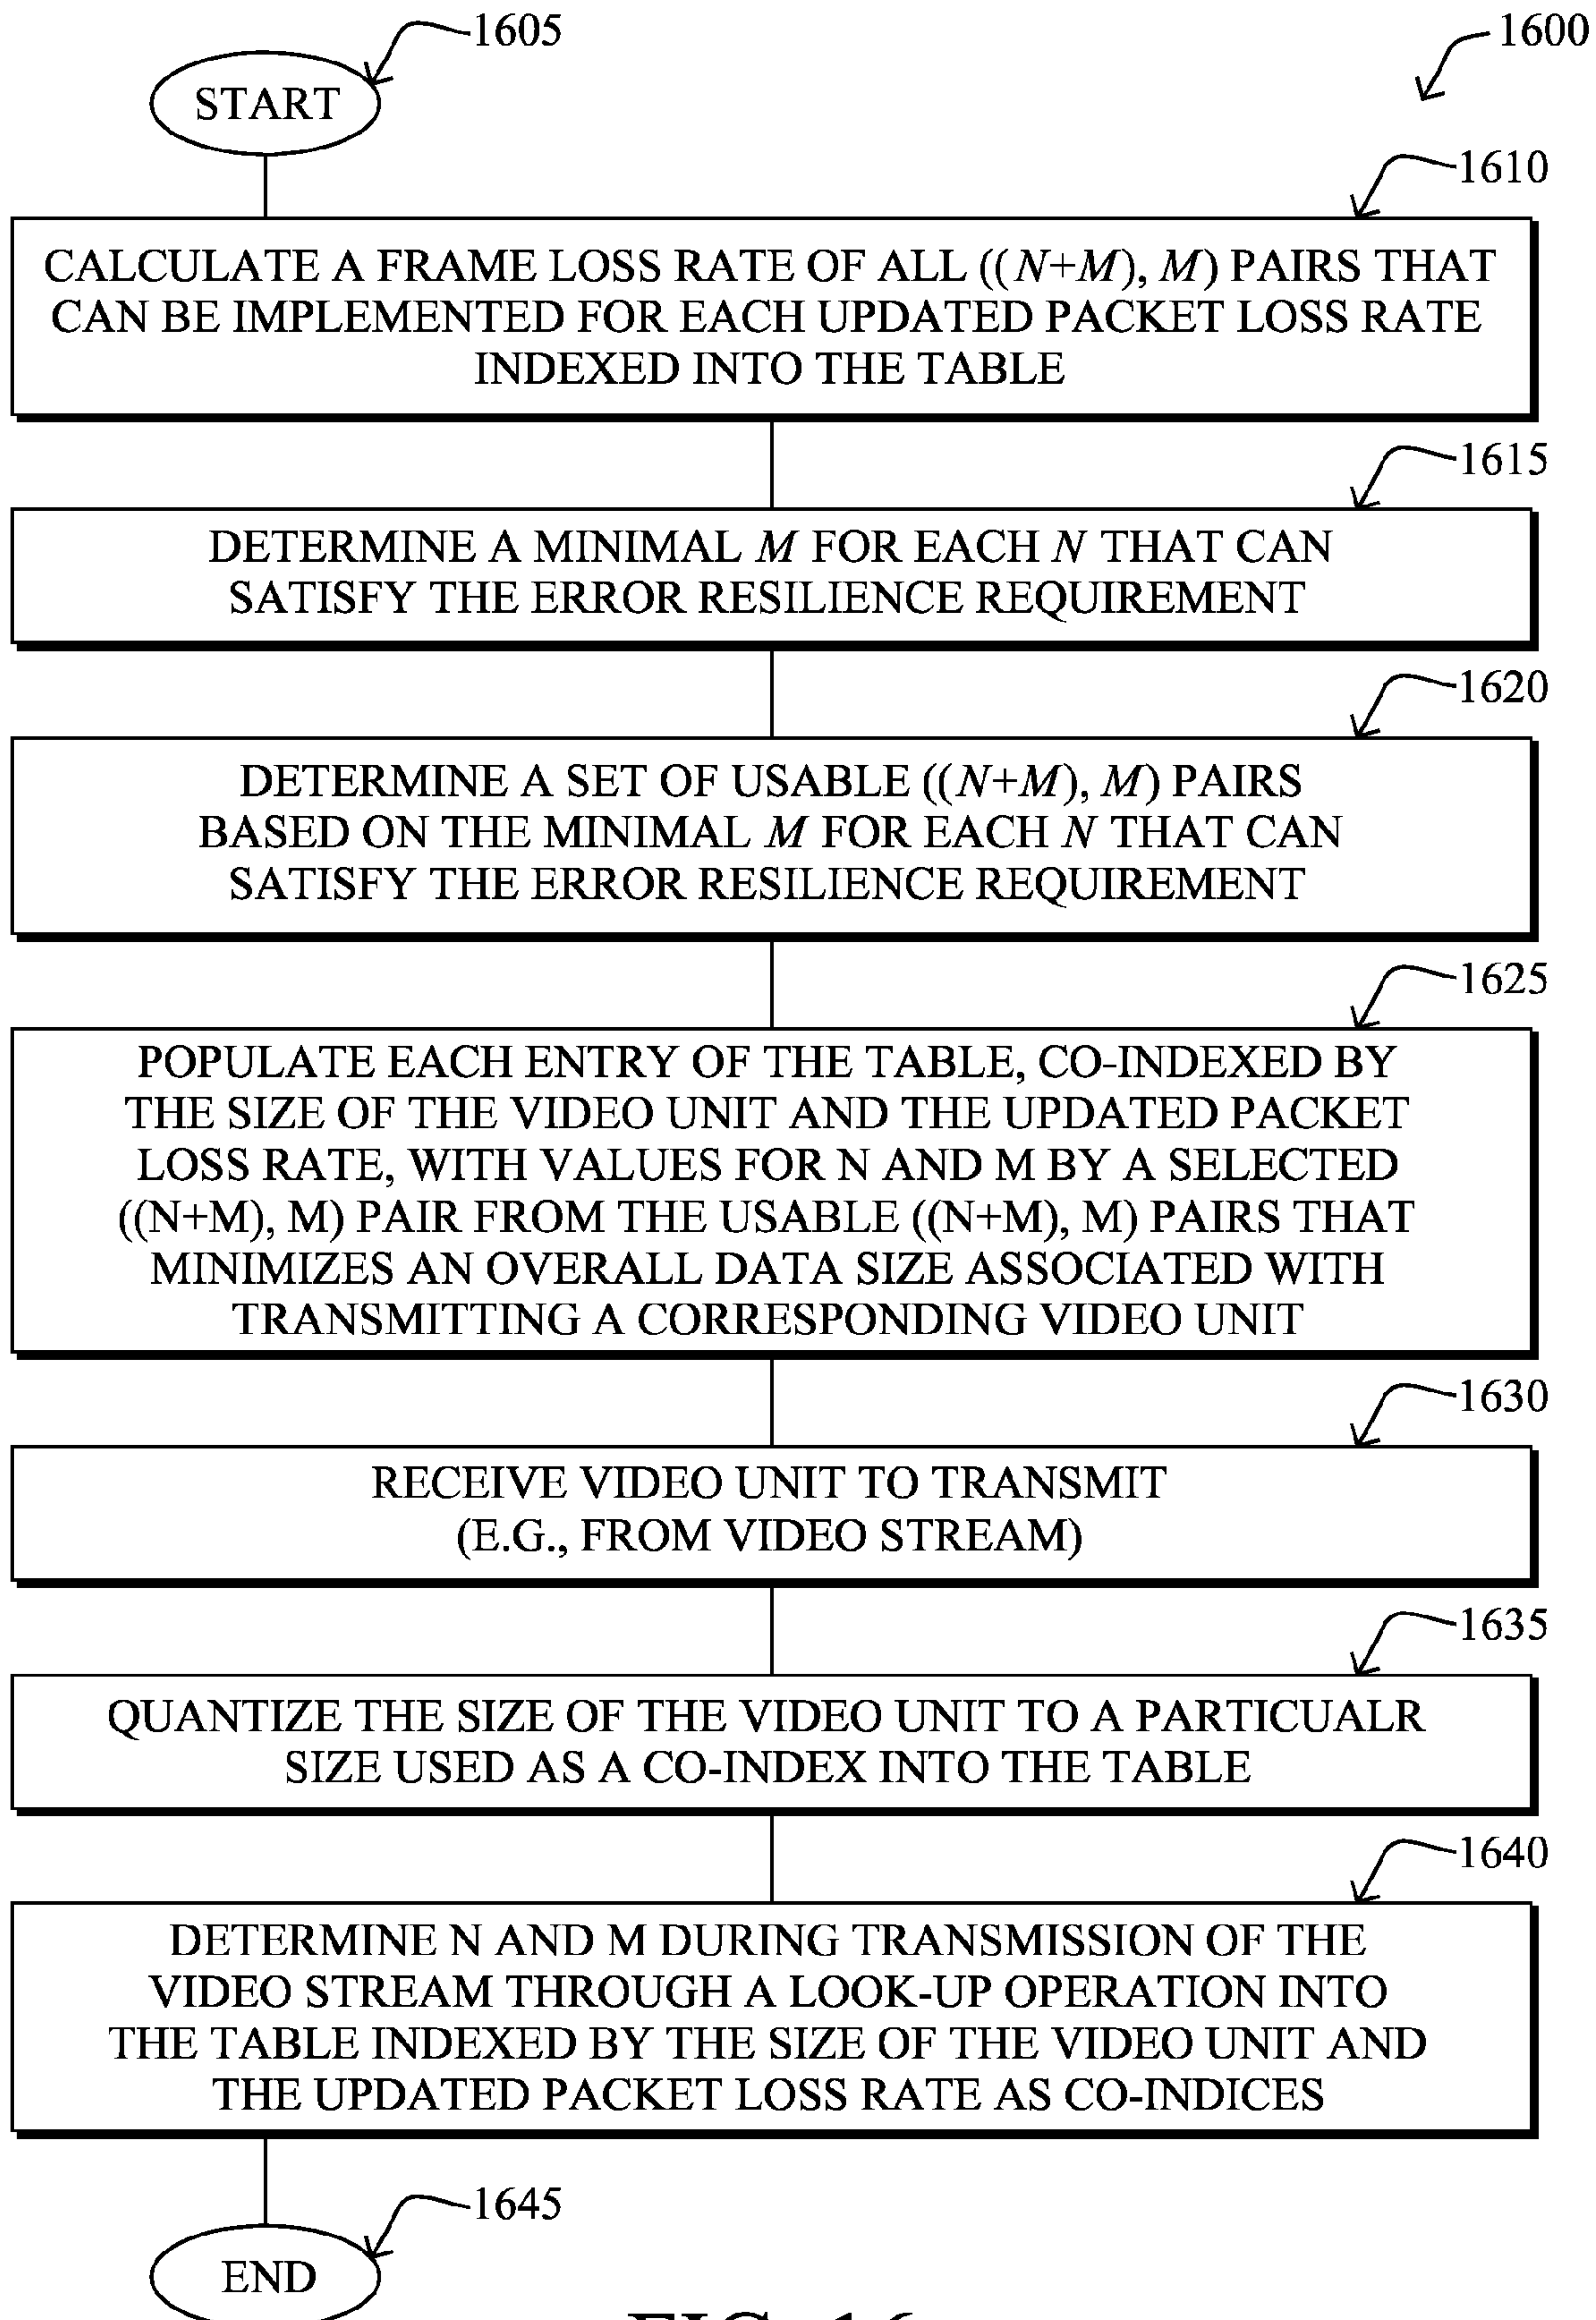 1605
1600
START
1610
CALCULATE A FRAME LOSS RATE OF ALL ((N+M), M) PAIRS THAT
CAN BE IMPLEMENTED FOR EACH UPDATED PACKET LOSS RATE
INDEXED INTO THE TABLE
1615
DETERMINE A MINIMAL M FOR EACH N THAT CAN
SATISFY THE ERROR RESILIENCE REQUIREMENT
1620
DETERMINE A SET OF USABLE ((N+M), M) PAIRS
BASED ON THE MINIMAL M FOR EACH N THAT CAN
SATISFY THE ERROR RESILIENCE REQUIREMENT
1625
POPULATE EACH ENTRY OF THE TABLE, CO-INDEXED BY
THE SIZE OF THE VIDEO UNIT AND THE UPDATED PACKET
LOSS RATE, WITH VALUES FOR N AND M BY A SELECTED
((N+M), M) PAIR FROM THE USABLE ((N+M), M) PAIRS THAT
MINIMIZES AN OVERALL DATA SIZE ASSOCIATED WITH
TRANSMITTING A CORRESPONDING VIDEO UNIT
1630
RECEIVE VIDEO UNIT TO TRANSMIT
(E.G., FROM VIDEO STREAM)
1635
QUANTIZE THE SIZE OF THE VIDEO UNIT TO A PARTICUALR
SIZE USED AS A CO-INDEX INTO THE TABLE
1640
DETERMINE N AND M DURING TRANSMISSION OF THE
VIDEO STREAM THROUGH A LOOK-UP OPERATION INTO
THE TABLE INDEXED BY THE SIZE OF THE VIDEO UNIT AND
THE UPDATED PACKET LOSS RATE AS CO-INDICES
1645
END